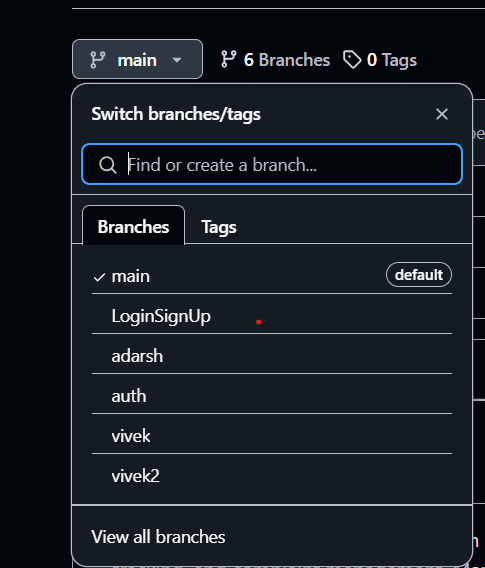 main 6 Branches 0 Tags
Switch branches/tags
Find or create a branch...
Branches Tags
main default
LoginSignUp
adarsh
auth
vivek
vivek2
View all branches